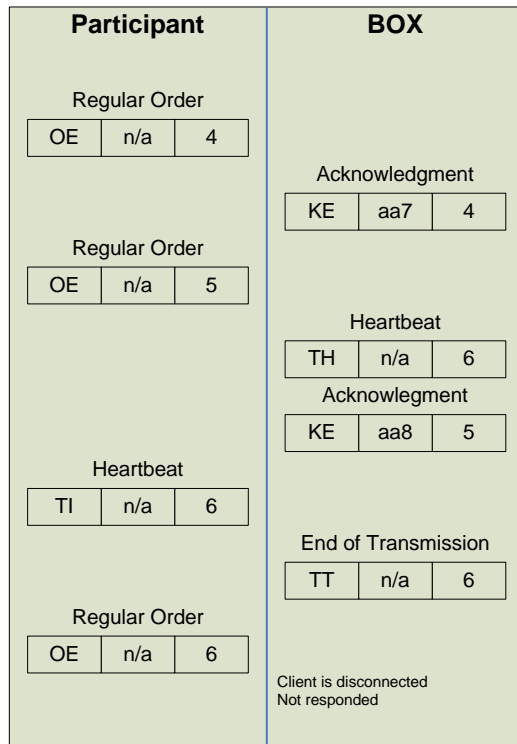 Participant BOX
Regular Order
OE n/a 4
Acknowledgment
KE aa7 4
Regular Order
OE n/a 5
Heartbeat
TH n/a 6
Acknowlegment
KE aa8 5
Heartbeat
TI n/a 6
End of Transmission
TT n/a 6
Regular Order
OE n/a 6
Client is disconnected
Not responded